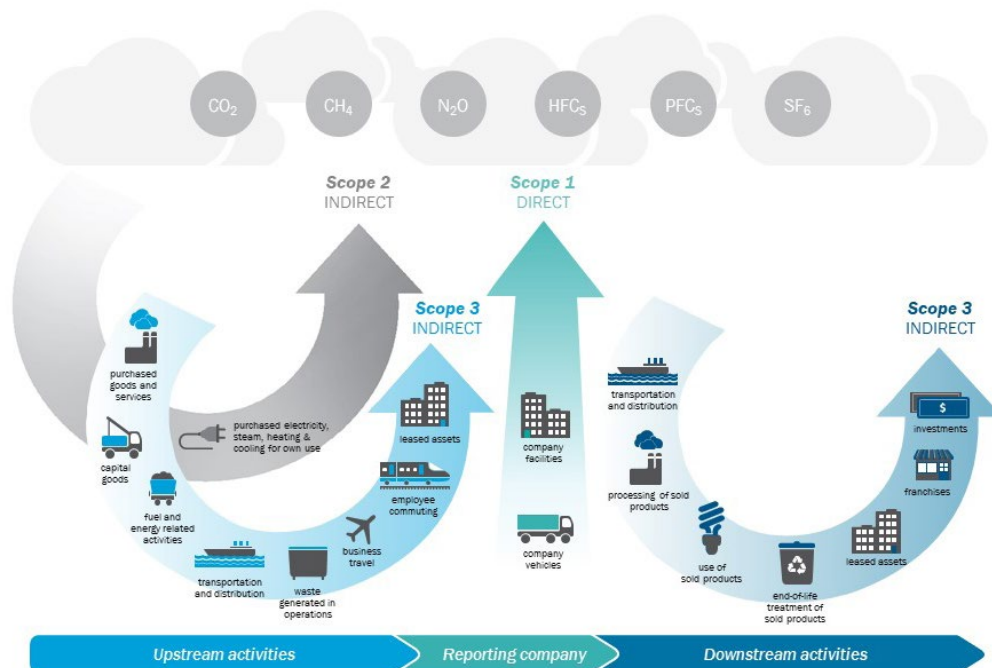 CO₂
CH₄
N₂O
HFCs
PFCs
SF₆
Scope 2
INDIRECT
Scope 1
DIRECT
Scope 3
INDIRECT
Scope 3
INDIRECT
purchased
goods and
services
capital
goods
fuel and
energy related
activities
purchased electricity,
steam, heating &
cooling for own use
transportation
and distribution
waste
generated in
operations
business
travel
employee
commuting
leased assets
company
facilities
company
vehicles
transportation
and distribution
processing of sold
products
use of
sold products
end-of-life
treatment of
sold products
leased assets
franchises
$
investments
Upstream activities
Reporting company
Downstream activities